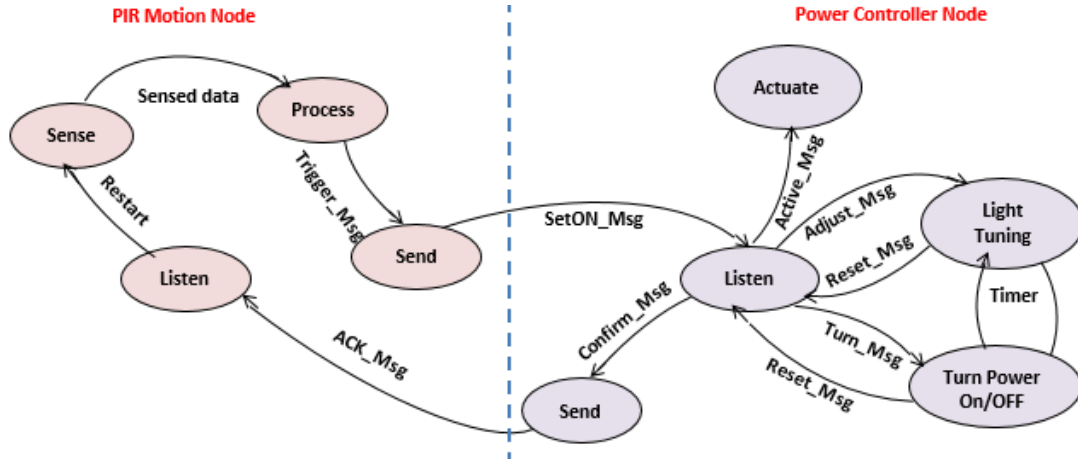 PIR Motion Node
Power Controller Node
Sensed data
Sense
Process
Trigger_Msg
Restart
Listen
Send
SetON_Msg
ACK_Msg
Actuate
Active_Msg
Adjust_Msg
Light
Tuning
Listen
Reset_Msg
Timer
Confirm_Msg
Turn_Msg
Reset_Msg
Send
Turn Power
On/OFF